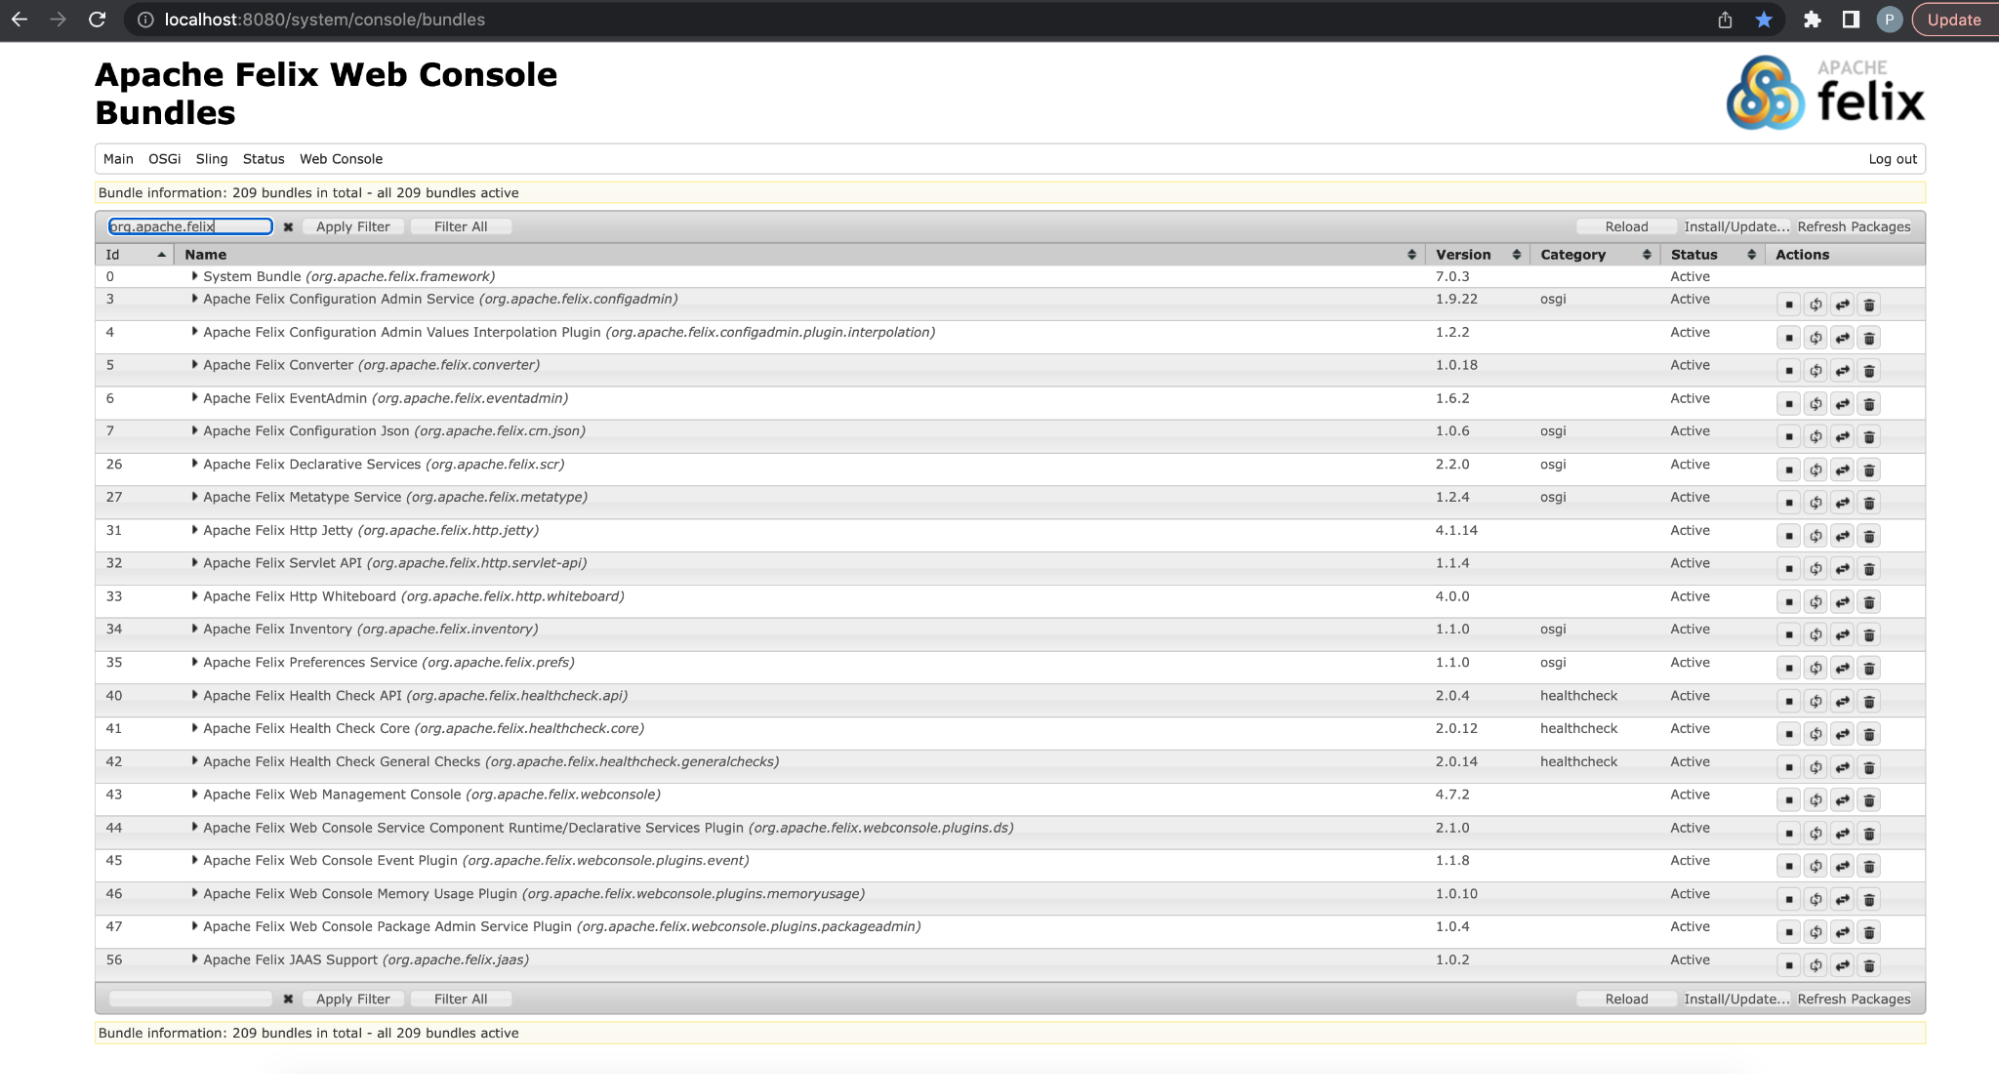 localhost:8080/system/console/bundles
P
Update
Apache Felix Web Console
Bundles
APACHE
felix
Main OSGi Sling Status Web Console Log out
Bundle information: 209 bundles in total - all 209 bundles active
org.apache.felix Apply Filter Filter All Reload Install/Update... Refresh Packages
Id Name Version Category Status Actions
0 System Bundle (org.apache.felix.framework) 7.0.3 Active
3 Apache Felix Configuration Admin Service (org.apache.felix.configadmin) 1.9.22 osgi Active
4 Apache Felix Configuration Admin Values Interpolation Plugin (org.apache.felix.configadmin.plugin.interpolation) 1.2.2 Active
5 Apache Felix Converter (org.apache.felix.converter) 1.0.18 Active
6 Apache Felix EventAdmin (org.apache.felix.eventadmin) 1.6.2 Active
7 Apache Felix Configuration Json (org.apache.felix.cm.json) 1.0.6 osgi Active
26 Apache Felix Declarative Services (org.apache.felix.scr) 2.2.0 osgi Active
27 Apache Felix Metatype Service (org.apache.felix.metatype) 1.2.4 osgi Active
31 Apache Felix Http Jetty (org.apache.felix.http.jetty) 4.1.14 Active
32 Apache Felix Servlet API (org.apache.felix.http.servlet-api) 1.1.4 Active
33 Apache Felix Http Whiteboard (org.apache.felix.http.whiteboard) 4.0.0 Active
34 Apache Felix Inventory (org.apache.felix.inventory) 1.1.0 osgi Active
35 Apache Felix Preferences Service (org.apache.felix.prefs) 1.1.0 osgi Active
40 Apache Felix Health Check API (org.apache.felix.healthcheck.api) 2.0.4 healthcheck Active
41 Apache Felix Health Check Core (org.apache.felix.healthcheck.core) 2.0.12 healthcheck Active
42 Apache Felix Health Check General Checks (org.apache.felix.healthcheck.generalchecks) 2.0.14 healthcheck Active
43 Apache Felix Web Management Console (org.apache.felix.webconsole) 4.7.2 Active
44 Apache Felix Web Console Service Component Runtime/Declarative Services Plugin (org.apache.felix.webconsole.plugins.ds) 2.1.0 Active
45 Apache Felix Web Console Event Plugin (org.apache.felix.webconsole.plugins.event) 1.1.8 Active
46 Apache Felix Web Console Memory Usage Plugin (org.apache.felix.webconsole.plugins.memoryusage) 1.0.10 Active
47 Apache Felix Web Console Package Admin Service Plugin (org.apache.felix.webconsole.plugins.packageadmin) 1.0.4 Active
56 Apache Felix JAAS Support (org.apache.felix.jaas) 1.0.2 Active
Apply Filter Filter All Reload Install/Update... Refresh Packages
Bundle information: 209 bundles in total - all 209 bundles active